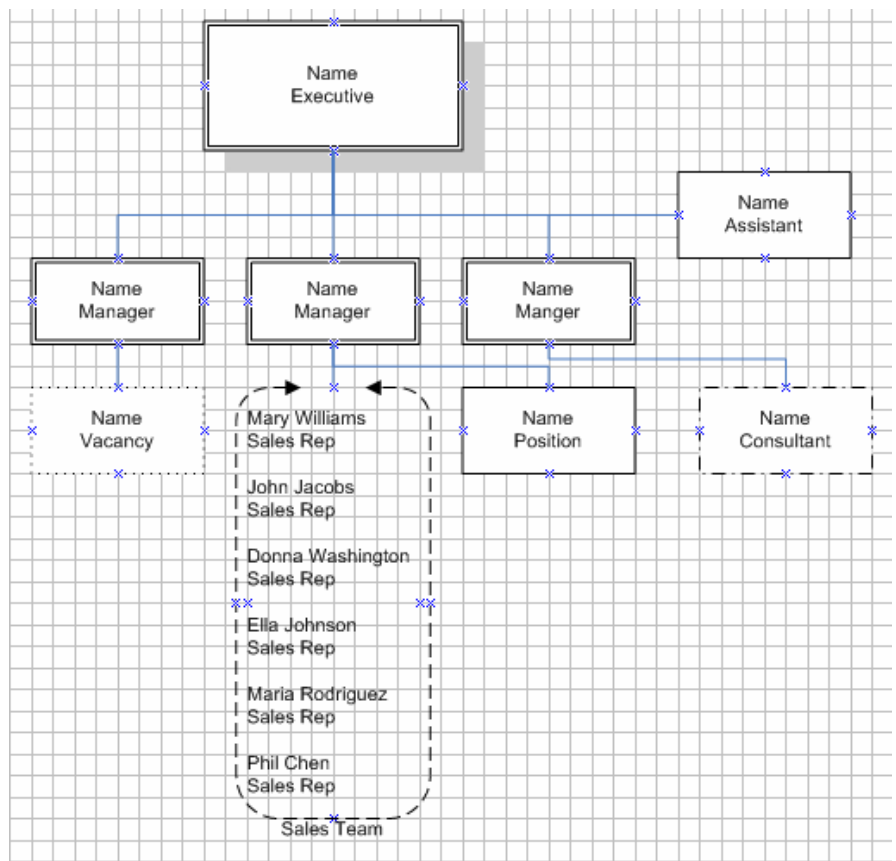 Name
Executive
Name
Assistant
Name
Manager
Name
Manager
Name
Manger
Name
Vacancy
Mary Williams
Sales Rep
John Jacobs
Sales Rep
Donna Washington
Sales Rep
Ella Johnson
Sales Rep
Maria Rodriguez
Sales Rep
Phil Chen
Sales Rep
Sales Team
Name
Position
Name
Consultant